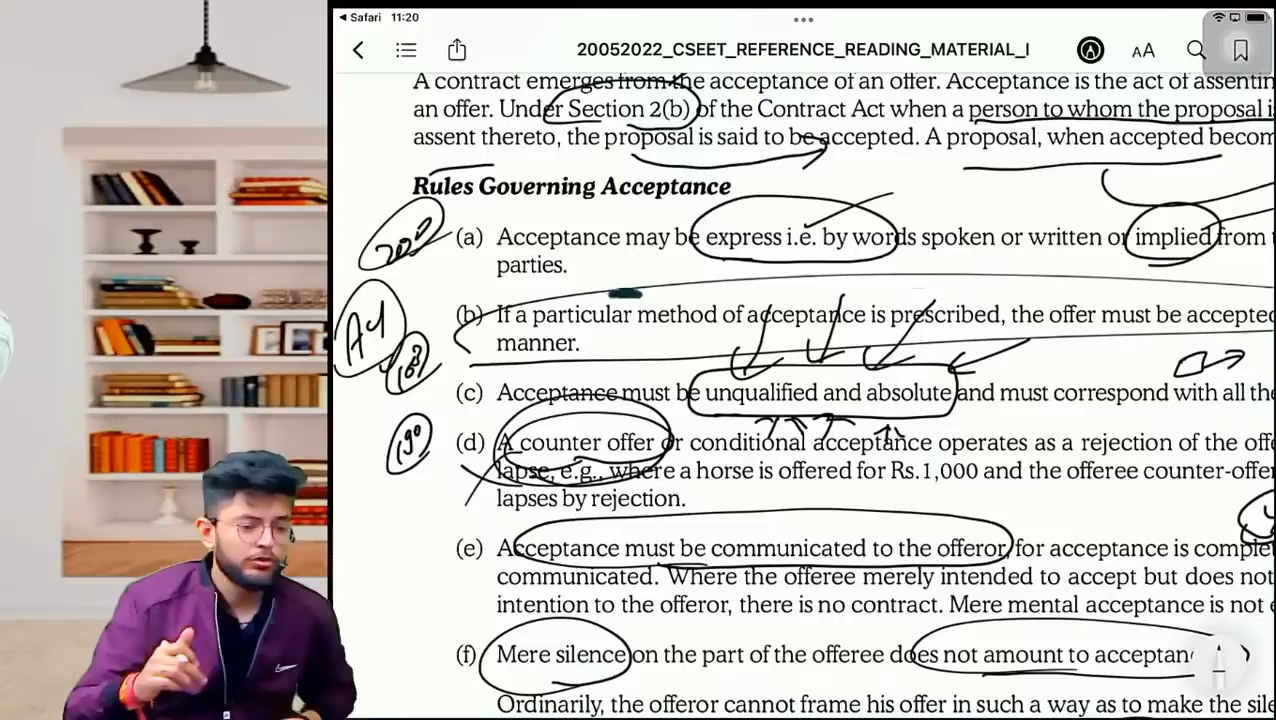 Safari 11:20
20052022_CSEET_REFERENCE_READING_MATERIAL_I
AA
A contract emerges from the acceptance of an offer. Acceptance is the act of assenti
an offer. Under Section 2(b) of the Contract Act when a person to whom the proposal i
assent thereto, the proposal is said to be accepted. A proposal, when accepted becom
Rules Governing Acceptance
(a) Acceptance may be express i.e. by words spoken or written or implied from t
parties.
(b) If a particular method of acceptance is prescribed, the offer must be accepted
manner.
(c) Acceptance must be unqualified and absolute and must correspond with all the
(d) A counter offer or conditional acceptance operates as a rejection of the offe
lapse, e.g., where a horse is offered for Rs.1,000 and the offeree counter-offer
lapses by rejection.
(e) Acceptance must be communicated to the offeror, for acceptance is complet
communicated. Where the offeree merely intended to accept but does not
intention to the offeror, there is no contract. Mere mental acceptance is not e
(f) Mere silence on the part of the offeree does not amount to acceptan
Ordinarily, the offeror cannot frame his offer in such a way as to make the sile